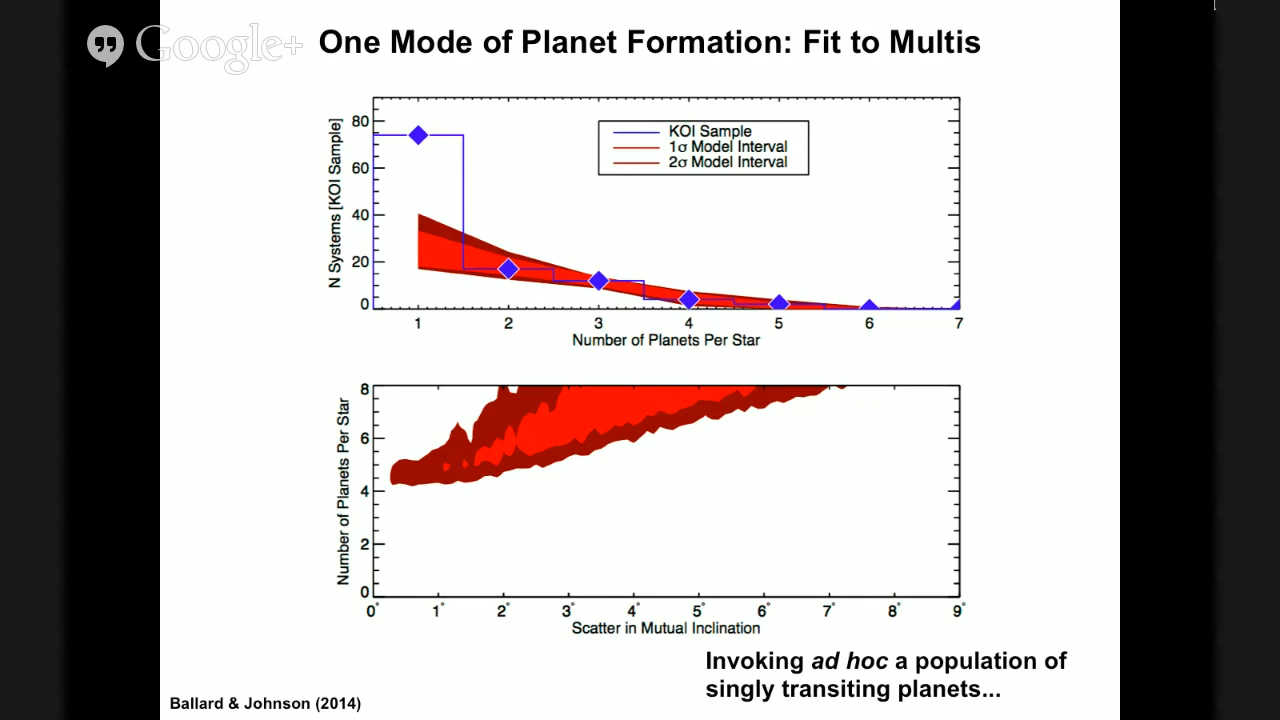 Google+
One Mode of Planet Formation: Fit to Multis
N Systems [KOI Sample]
80
60
40
20
0
KOI Sample
1σ Model Interval
2σ Model Interval
1 2 3 4 5 6 7
Number of Planets Per Star
Number of Planets Per Star
8
6
4
2
0
0° 1° 2° 3° 4° 5° 6° 7° 8° 9°
Scatter in Mutual Inclination
Invoking ad hoc a population of
singly transiting planets...
Ballard & Johnson (2014)